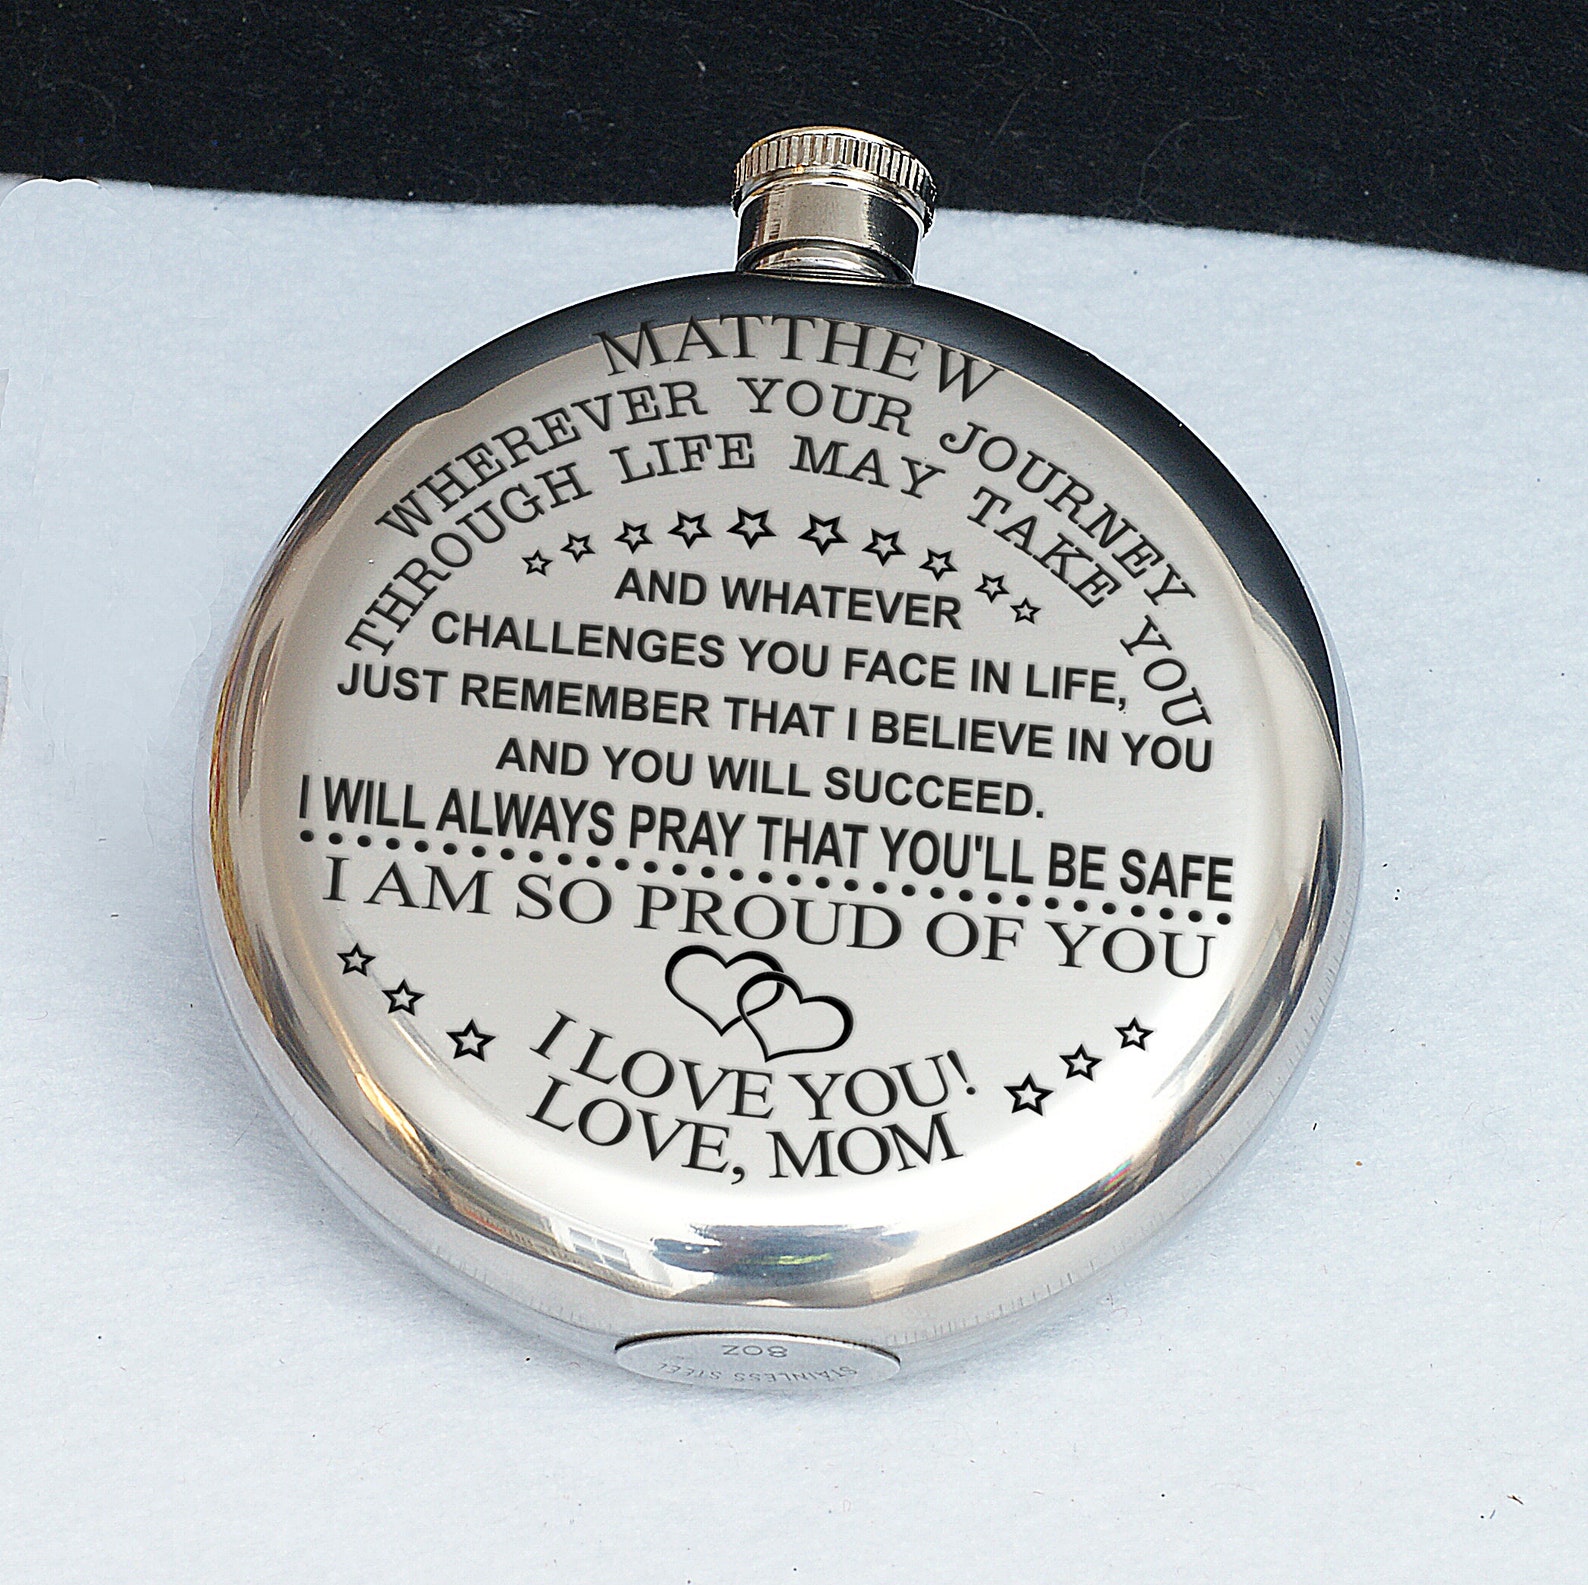 MATTHEW
WHEREVER YOUR JOURNEY
THROUGH LIFE MAY TAKE YOU
AND WHATEVER
CHALLENGES YOU FACE IN LIFE,
JUST REMEMBER THAT I BELIEVE IN YOU
AND YOU WILL SUCCEED.
I WILL ALWAYS PRAY THAT YOU'LL BE SAFE
I AM SO PROUD OF YOU
I LOVE YOU!
LOVE, MOM
8OZ
STAINLESS STEEL